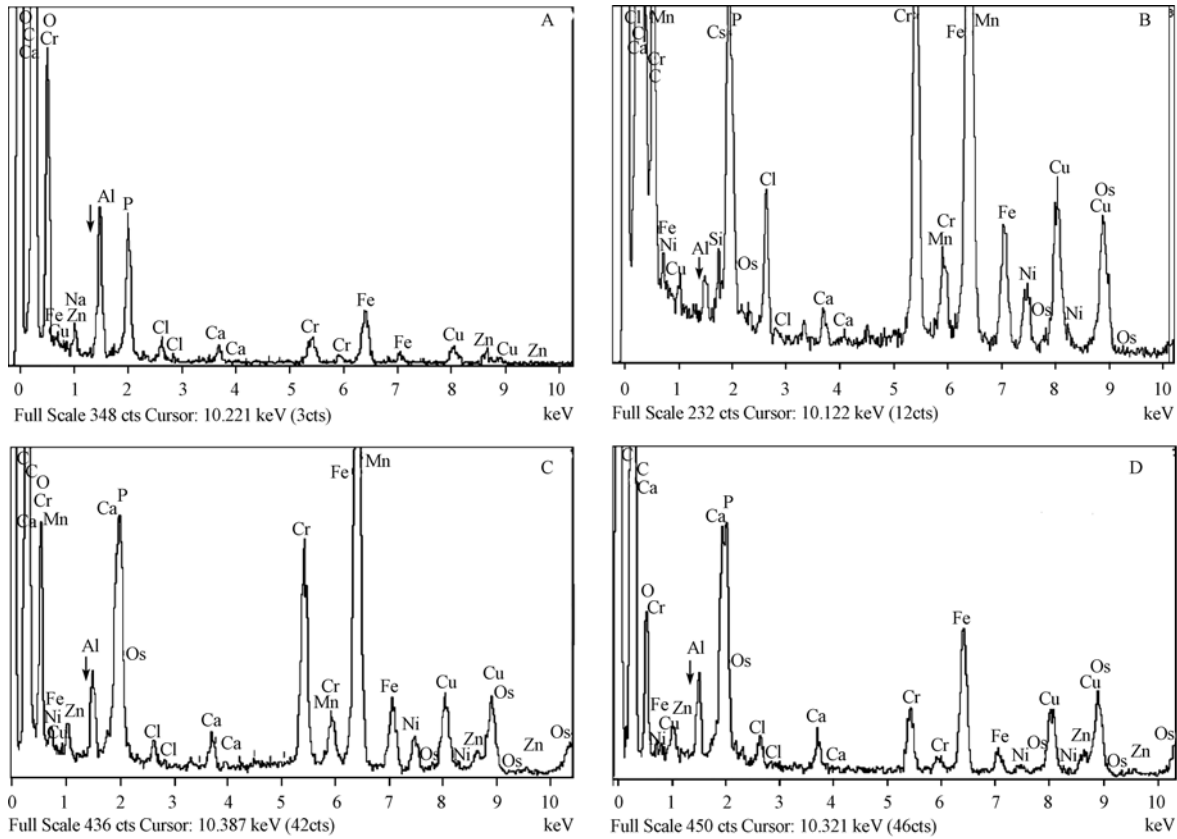 A
O
O
C
Cr
Ca
Al
P
Na
Fe Zn
Cu
Cl
Cl
Ca
Ca
Cr
Cr
Fe
Fe
Cu
Zn
Cu
Zn
0 1 2 3 4 5 6 7 8 9 10
Full Scale 348 cts Cursor: 10.221 keV (3cts) keV
B
Cl Mn
Cl
Ca
Cr
C
Cs P
Cr
Fe Mn
Fe
Ni
Cu
Al
Si
Os
Cl
Cl
Ca
Ca
Cr
Mn
Fe
Ni
Os
Cu
Ni
Os
Cu
Os
0 1 2 3 4 5 6 7 8 9 10
Full Scale 232 cts Cursor: 10.122 keV (12cts) keV
C
C
C
O
Cr
Ca Mn
Fe
Ni
Cu
Zn
Al
Ca P
Os
Cl
Cl
Ca
Ca
Cr
Cr
Mn
Fe Mn
Fe
Ni
Os
Cu
Ni
Zn
Cu
Os
Os
Zn
Os
0 1 2 3 4 5 6 7 8 9 10
Full Scale 436 cts Cursor: 10.387 keV (42cts) keV
D
C
C
Ca
O
Cr
Fe
Ni
Cu
Zn
Al
Ca P
Os
Cl
Cl
Ca
Ca
Cr
Cr
Fe
Fe
Ni
Os
Cu
Ni
Zn
Cu
Os
Os
Zn
Os
0 1 2 3 4 5 6 7 8 9 10
Full Scale 450 cts Cursor: 10.321 keV (46cts) keV